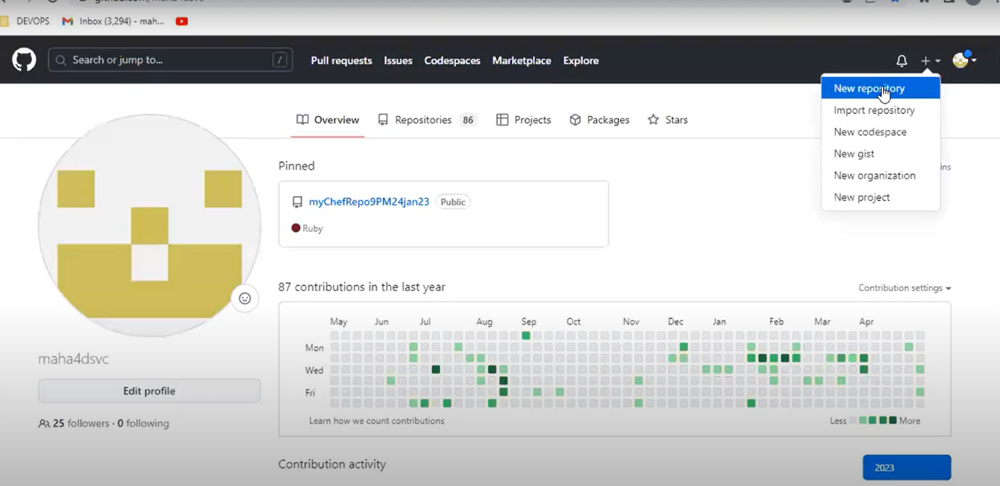 DEVOPS Inbox (3,294) - mah...
Search or jump to... / Pull requests Issues Codespaces Marketplace Explore
New repository
Import repository
New codespace
New gist
New organization
New project
Overview Repositories 86 Projects Packages Stars
Pinned
myChefRepo9PM24jan23 Public
Ruby
87 contributions in the last year Contribution settings
May Jun Jul Aug Sep Oct Nov Dec Jan Feb Mar Apr
Mon
Wed
Fri
Learn how we count contributions Less More
maha4dsvc
Edit profile
25 followers · 0 following
Contribution activity 2023